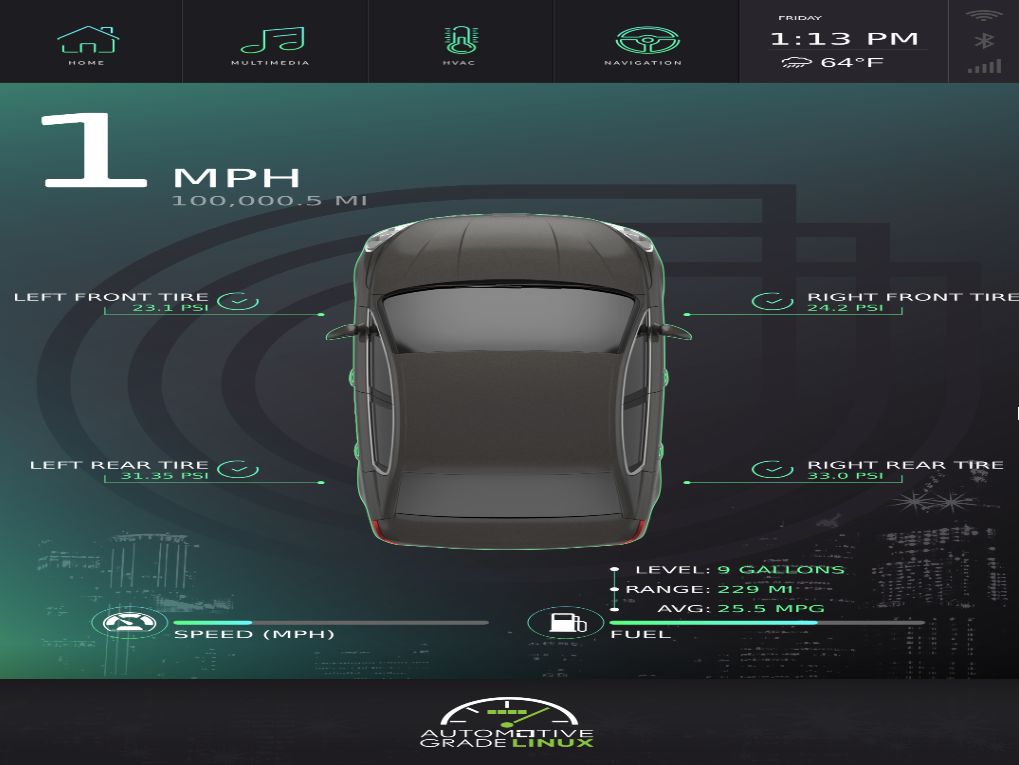 HOME
MULTIMEDIA
HVAC
NAVIGATION
FRIDAY
1:13 PM
64°F
1 MPH
100,000.5 MI
LEFT FRONT TIRE
23.1 PSI
RIGHT FRONT TIRE
24.2 PSI
LEFT REAR TIRE
31.35 PSI
RIGHT REAR TIRE
33.0 PSI
LEVEL: 9 GALLONS
RANGE: 229 MI
AVG: 25.5 MPG
SPEED (MPH)
FUEL
AUTOMOTIVE
GRADE LINUX